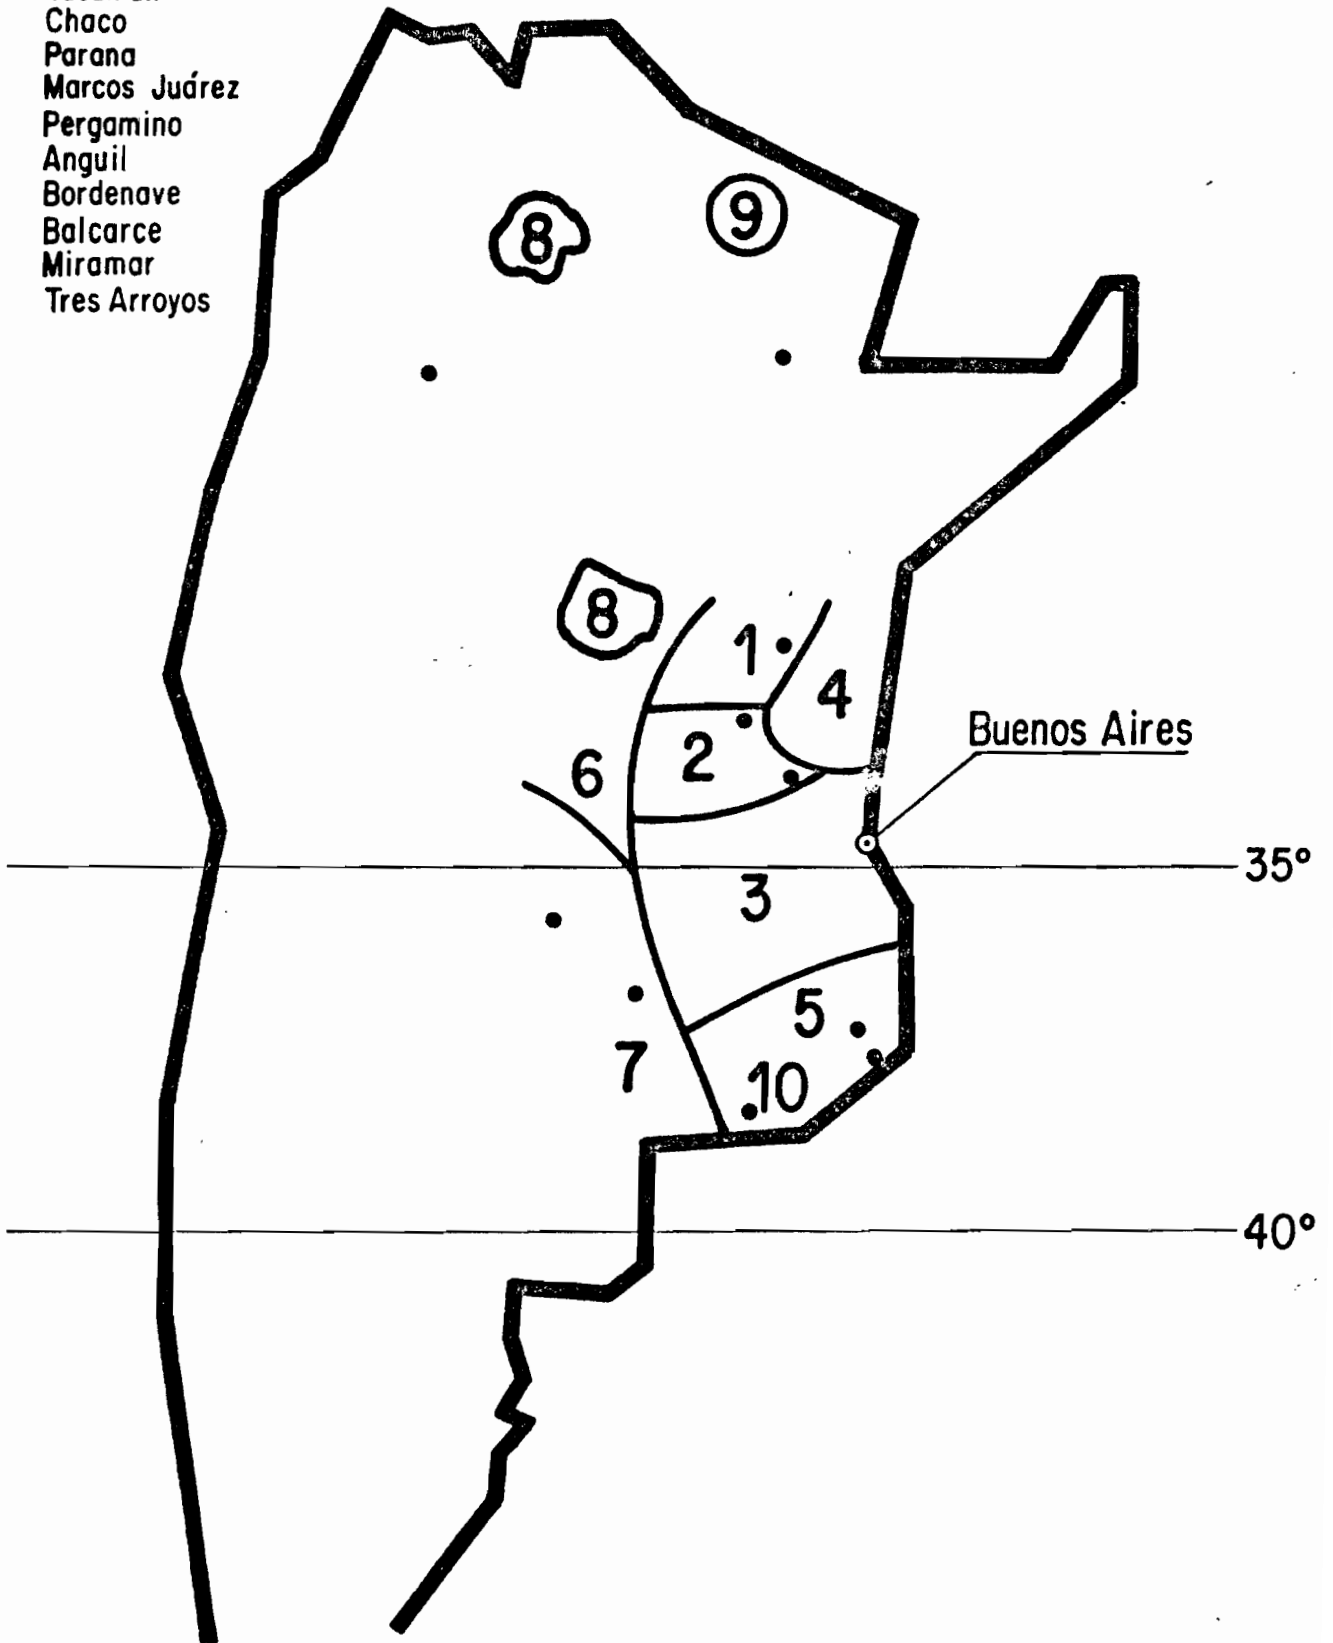 Chaco
Parana
Marcos Juárez
Pergamino
Anguil
Bordenave
Balcarce
Miramar
Tres Arroyos
9
8
8
1
4
2
6
Buenos Aires
35°
3
5
7
10
40°